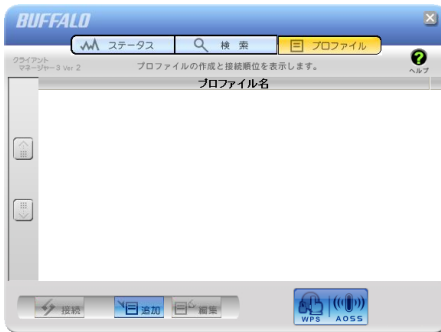 BUFFALO
ステータス 検 索 プロファイル
クライアント
マネージャー3 Ver 2
プロファイルの作成と接続順位を表示します。
ヘルプ
プロファイル名
接続 追加 編集
WPS AOSS